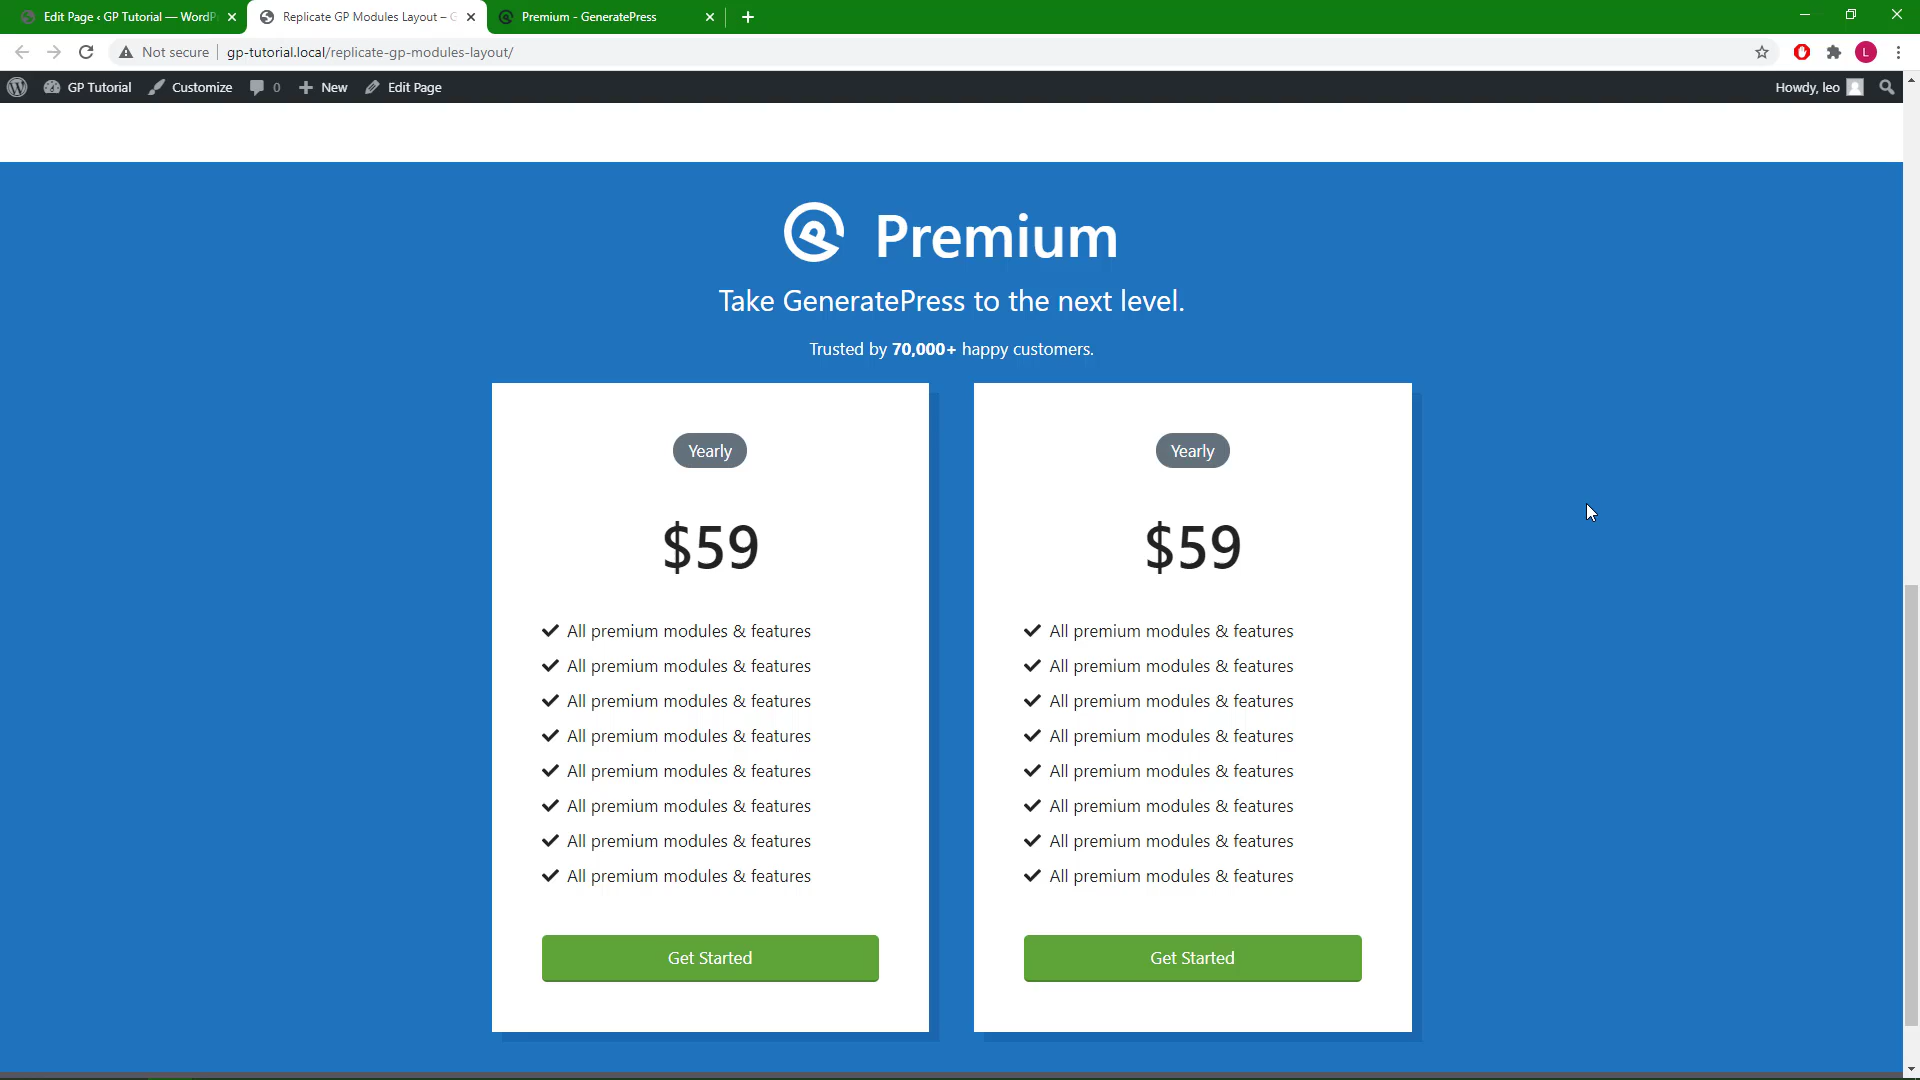 Edit Page ‹ GP Tutorial — WordP
Replicate GP Modules Layout – G
Premium - GeneratePress
Not secure
gp-tutorial.local/replicate-gp-modules-layout/
L
GP Tutorial
Customize
0
New
Edit Page
Howdy, leo
Premium
Take GeneratePress to the next level.
Trusted by 70,000+ happy customers.
Yearly
$59
All premium modules & features
All premium modules & features
All premium modules & features
All premium modules & features
All premium modules & features
All premium modules & features
All premium modules & features
All premium modules & features
Get Started
Yearly
$59
All premium modules & features
All premium modules & features
All premium modules & features
All premium modules & features
All premium modules & features
All premium modules & features
All premium modules & features
All premium modules & features
Get Started